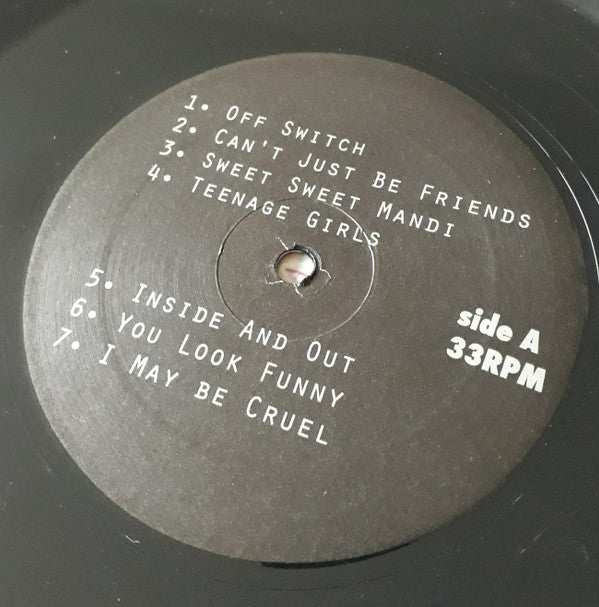 1. Off Switch
2. Can't Just Be Friends
3. Sweet Sweet Mandi
4. Teenage Girls
5. Inside And Out
6. You Look Funny
7. I May be Cruel
side A
33RPM